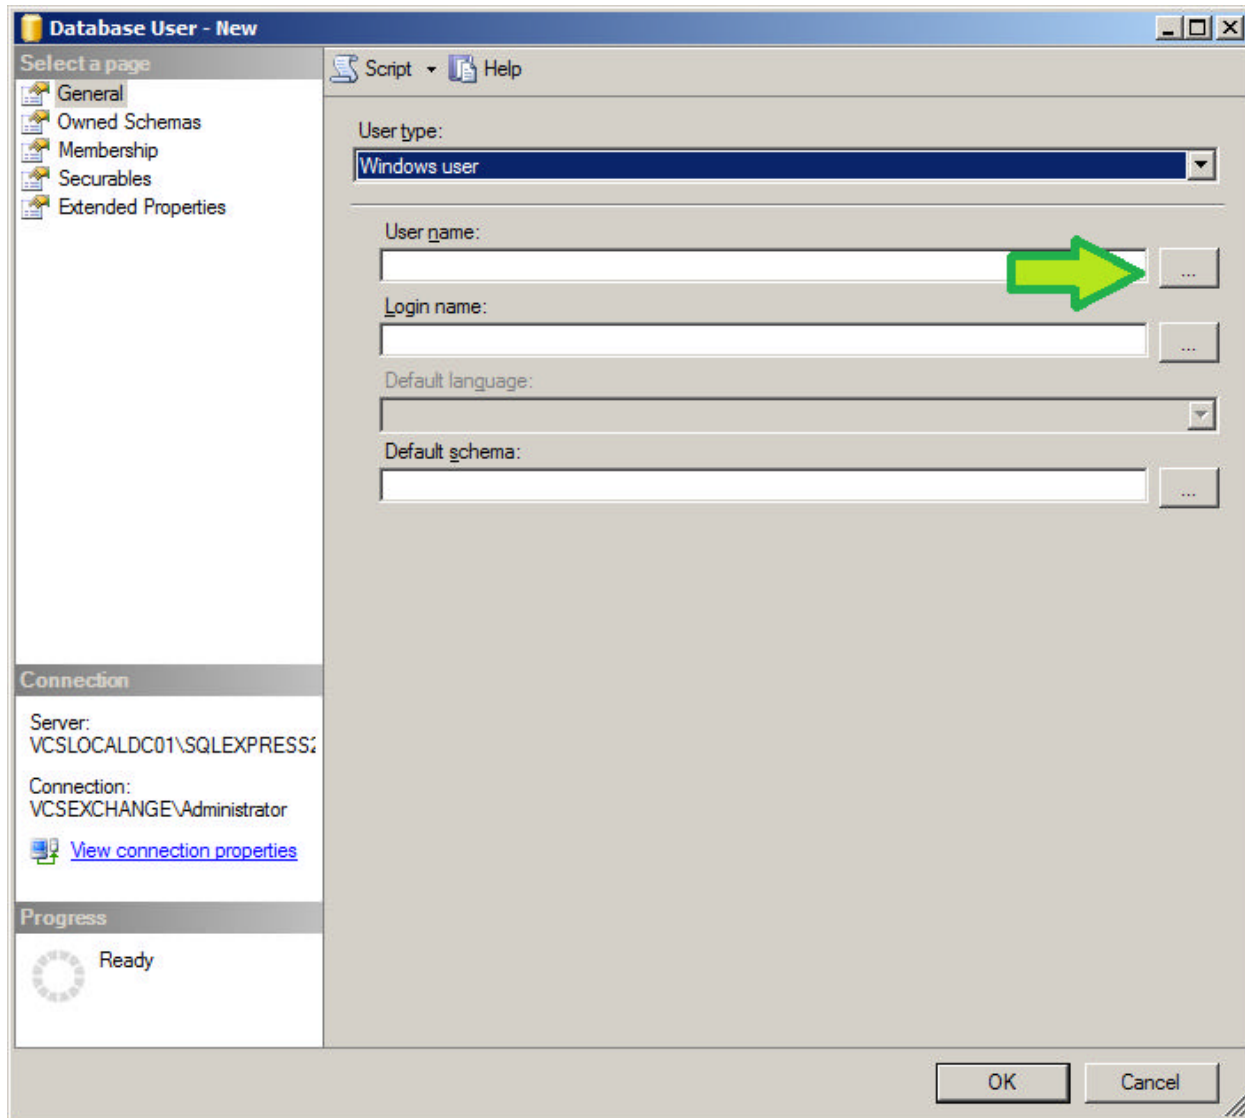 Database User - New
Select a page
General
Owned Schemas
Membership
Securables
Extended Properties
Script
Help
User type:
Windows user
User name:
...
Login name:
...
Default language:
Default schema:
...
Connection
Server:
VCSLOCALDC01\SQLEXPRESS2
Connection:
VCSEXCHANGE\Administrator
View connection properties
Progress
Ready
OK
Cancel